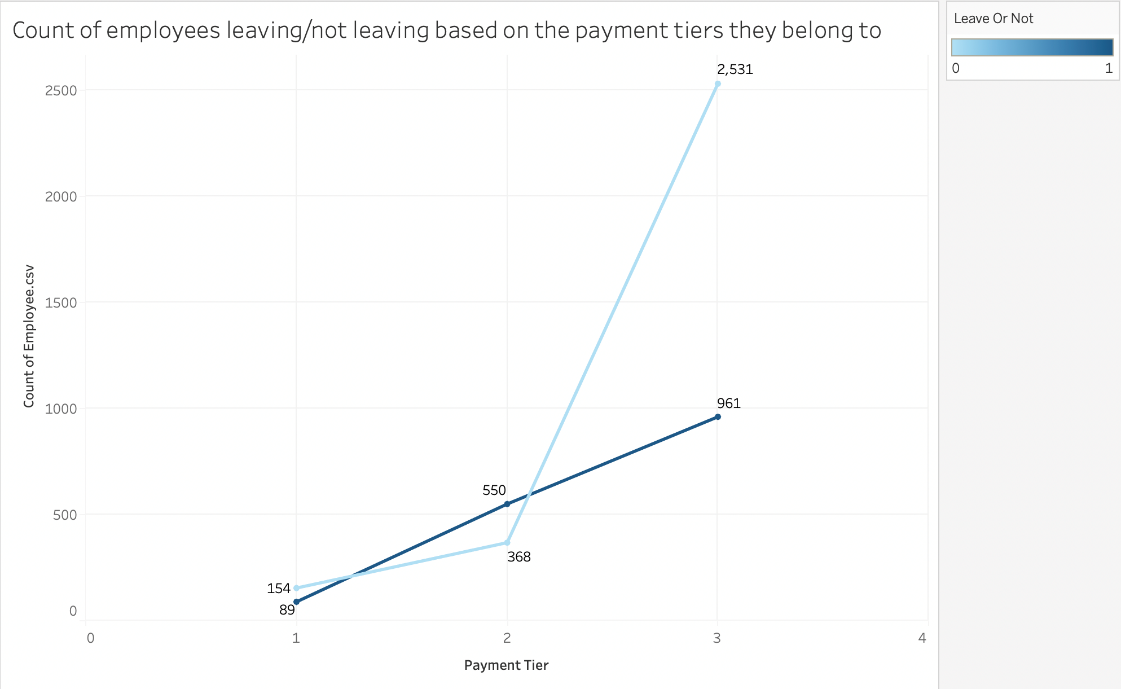 Count of employees leaving/not leaving based on the payment tiers they belong to
Leave Or Not
0 1
2,531
2500
2000
1500
Count of Employee.csv
1000
961
550
500
368
154
89
0
0 1 2 3 4
Payment Tier